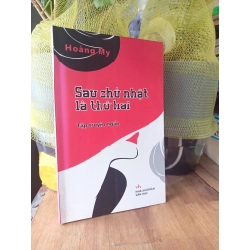 Hoàng My
Sau chủ nhật
là thứ hai
Tập truyện ngắn